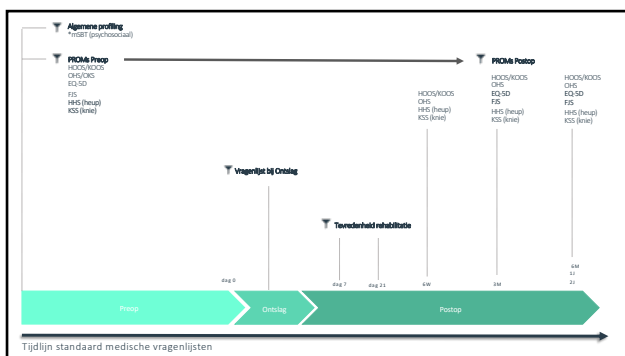 Algemene profiling
*mSBT (psychosociaal)
PROMs Preop
HOOS/KOOS
OHS/OKS
EQ-5D
FJS
HHS (heup)
KSS (knie)
PROMs Postop
HOOS/KOOS
OHS
HHS (heup)
KSS (knie)
HOOS/KOOS
OHS
EQ-5D
FJS
HHS (heup)
KSS (knie)
HOOS/KOOS
OHS
EQ-5D
FJS
HHS (heup)
KSS (knie)
Vragenlijst bij Ontslag
Tevredenheid rehabilitatie
dag 0
dag 7
dag 21
6W
3M
6M
1J
2J
Preop
Ontslag
Postop
Tijdlijn standaard medische vragenlijsten